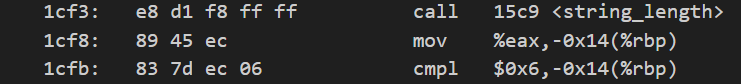 1cf3: e8 d1 f8 ff ff call 15c9 <string_length>
1cf8: 89 45 ec mov %eax,-0x14(%rbp)
1cfb: 83 7d ec 06 cmpl $0x6,-0x14(%rbp)